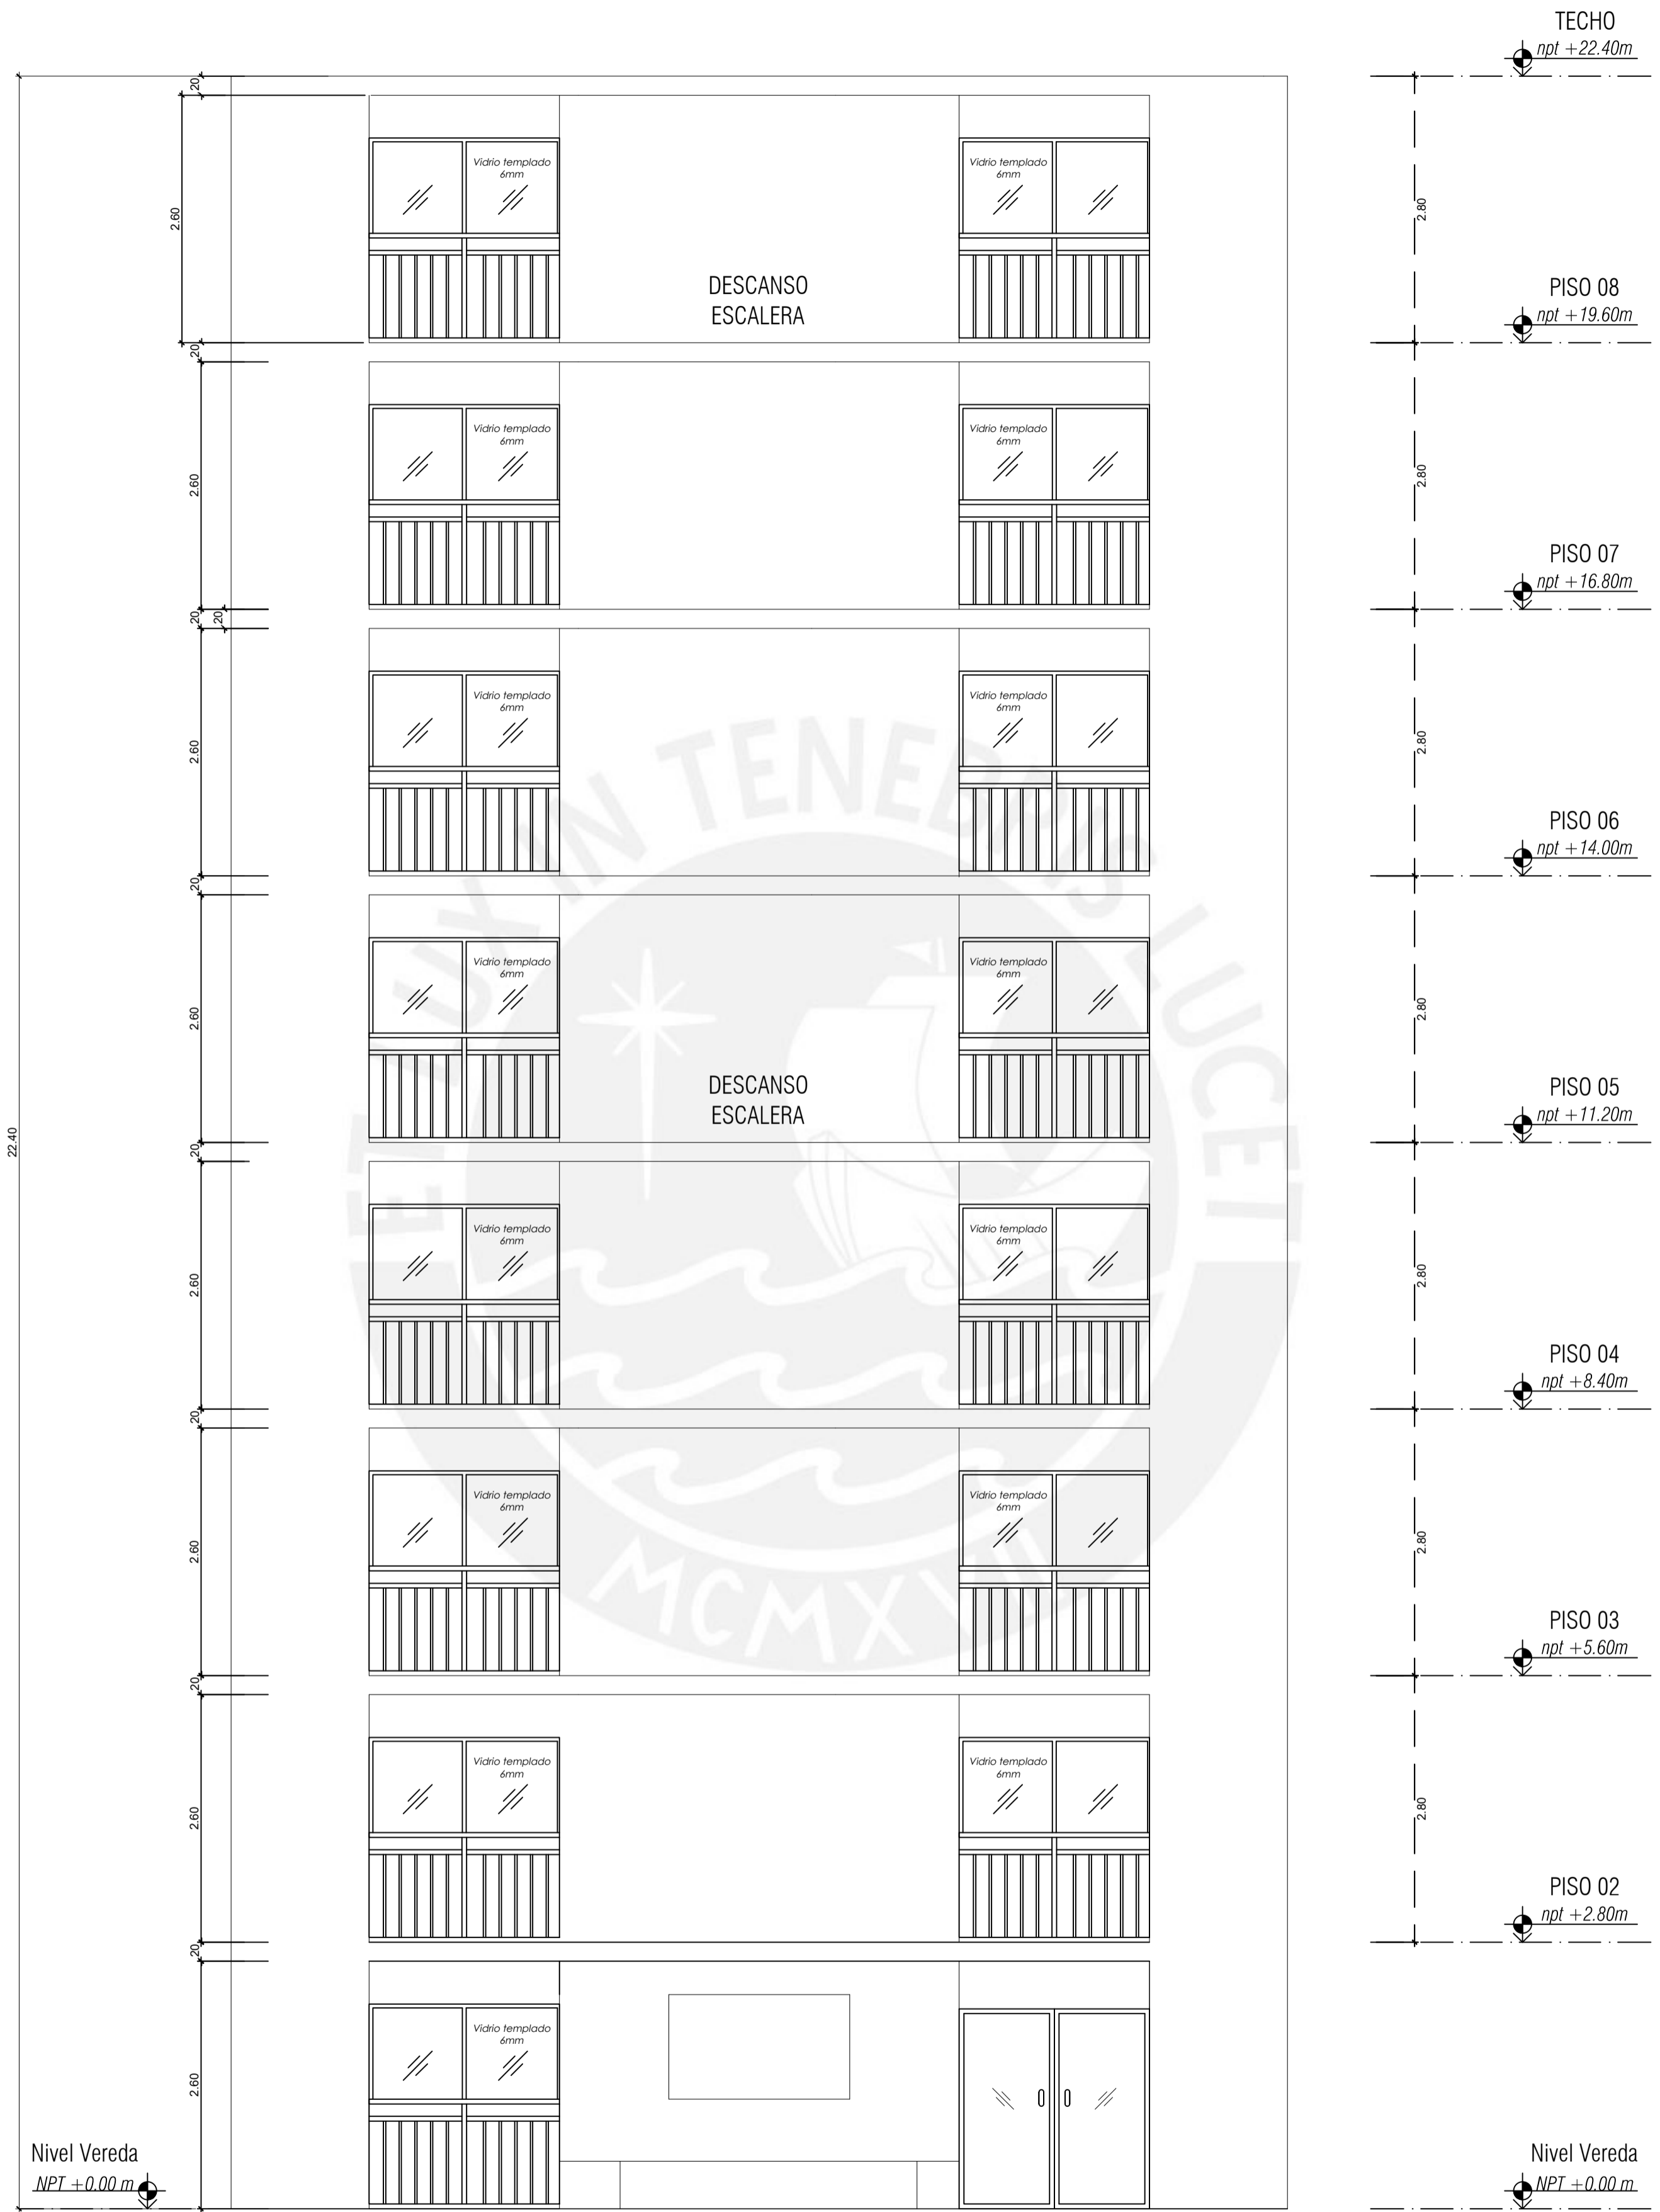 TECHO
npt +22.40m
20
2.60
Vidrio templado
6mm
Vidrio templado
6mm
2.80
DESCANSO
ESCALERA
PISO 08
npt +19.60m
20
2.60
Vidrio templado
6mm
Vidrio templado
6mm
2.80
PISO 07
npt +16.80m
20
20
2.60
Vidrio templado
6mm
Vidrio templado
6mm
2.80
PISO 06
npt +14.00m
20
2.60
Vidrio templado
6mm
Vidrio templado
6mm
2.80
DESCANSO
ESCALERA
PISO 05
npt +11.20m
22.40
20
2.60
Vidrio templado
6mm
Vidrio templado
6mm
2.80
PISO 04
npt +8.40m
20
2.60
Vidrio templado
6mm
Vidrio templado
6mm
2.80
PISO 03
npt +5.60m
20
2.60
Vidrio templado
6mm
Vidrio templado
6mm
2.80
PISO 02
npt +2.80m
20
2.60
Vidrio templado
6mm
Nivel Vereda
NPT +0.00 m
Nivel Vereda
NPT +0.00 m
ET LUX IN TENEBRIS LUCET
MCMXVII